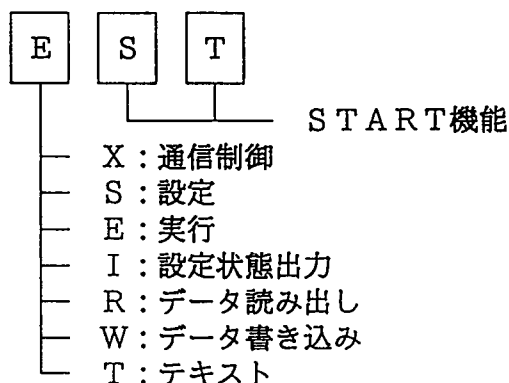 E S T
START機能
X：通信制御
S：設定
E：実行
I：設定状態出力
R：データ読み出し
W：データ書き込み
T：テキスト